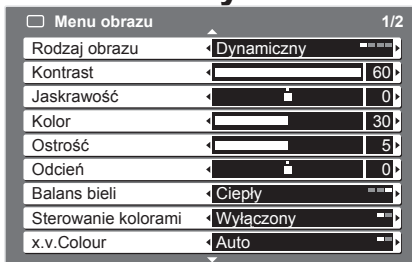 Menu obrazu 1/2
Rodzaj obrazu Dynamiczny
Kontrast 60
Jaskrawość 0
Kolor 30
Ostrość 5
Odcień 0
Balans bieli Ciepły
Sterowanie kolorami Wyłączony
x.v.Colour Auto